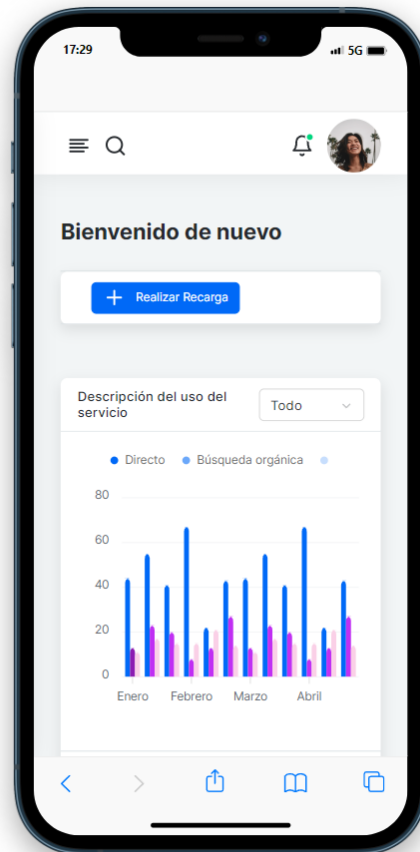 17:29
5G
Bienvenido de nuevo
Realizar Recarga
Descripción del uso del
servicio
Todo
Directo
Búsqueda orgánica
80
60
40
20
0
Enero
Febrero
Marzo
Abril